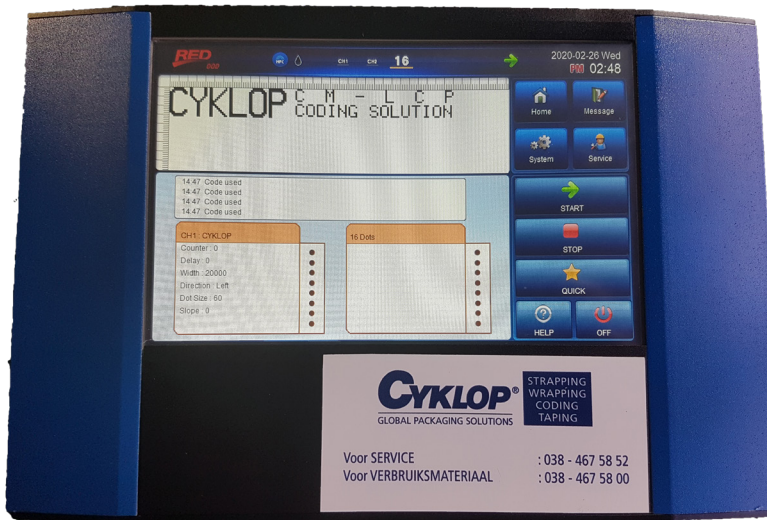 RED
CH1 CH2 16
2020-02-26 Wed
PM 02:48
CYKLOP C M - L C P
CODING SOLUTION
Home
Message
System
Service
14:47 Code used
14:47 Code used
14:47 Code used
14:47 Code used
START
STOP
QUICK
HELP
OFF
CH1 : CYKLOP
Counter : 0
Delay : 0
Width : 20000
Direction : Left
Dot Size : 60
Slope : 0
16 Dots
CYKLOP®
GLOBAL PACKAGING SOLUTIONS
STRAPPING
WRAPPING
CODING
TAPING
Voor SERVICE : 038 - 467 58 52
Voor VERBRUIKSMATERIAAL : 038 - 467 58 00